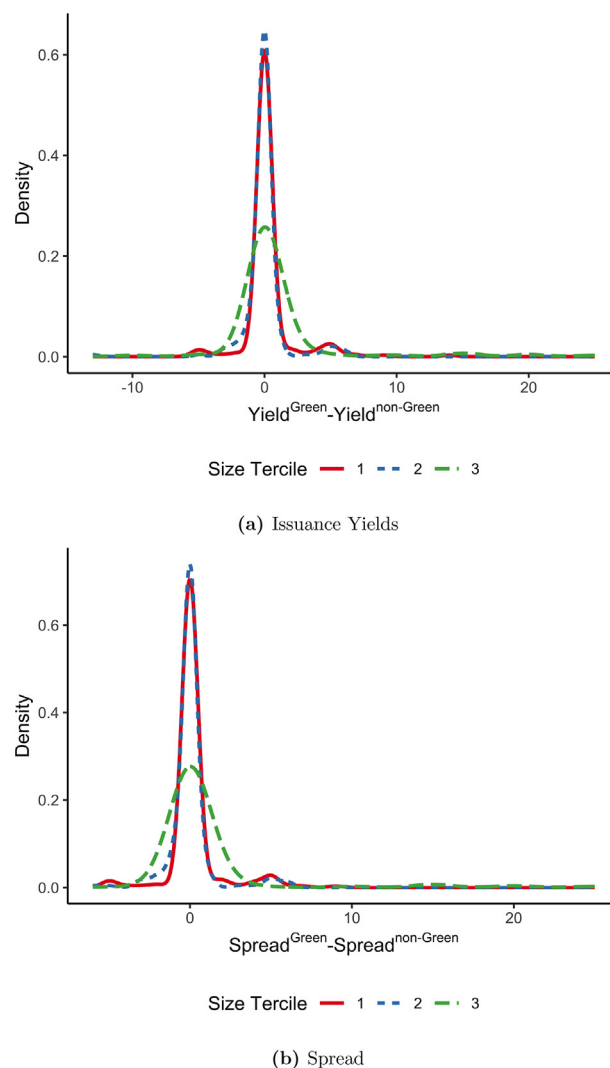 0.6
0.4
0.2
0.0
Density
-10 0 10 20
Yield^Green-Yield^non-Green
Size Tercile 1 2 3
(a) Issuance Yields
0.6
0.4
0.2
0.0
Density
0 10 20
Spread^Green-Spread^non-Green
Size Tercile 1 2 3
(b) Spread